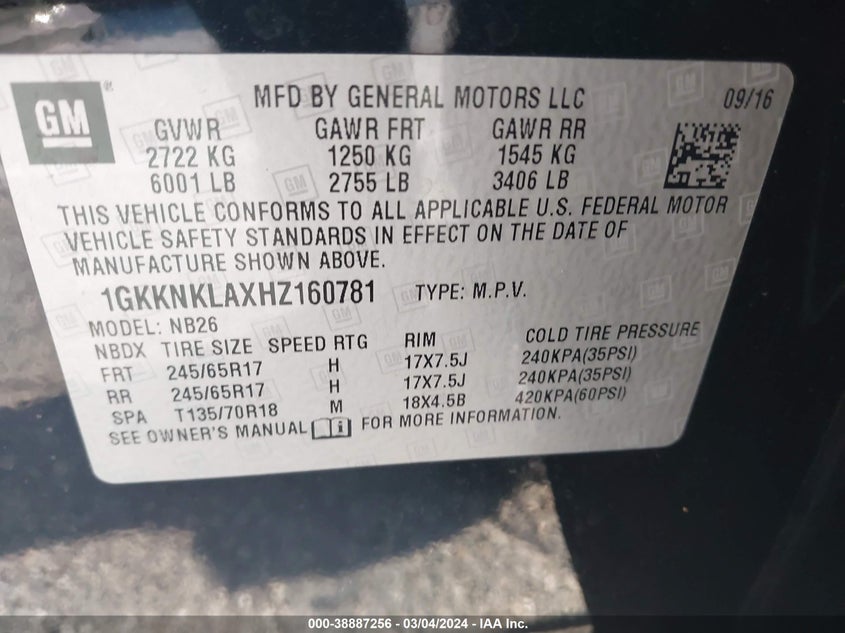 GM ®
MFD BY GENERAL MOTORS LLC 09/16
GVWR GAWR FRT GAWR RR
2722 KG 1250 KG 1545 KG
6001 LB 2755 LB 3406 LB
THIS VEHICLE CONFORMS TO ALL APPLICABLE U.S. FEDERAL MOTOR
VEHICLE SAFETY STANDARDS IN EFFECT ON THE DATE OF
MANUFACTURE SHOWN ABOVE.
1GKKNKLAXHZ160781 TYPE: M.P.V.
MODEL: NB26
NBDX TIRE SIZE SPEED RTG RIM COLD TIRE PRESSURE
FRT 245/65R17 H 17X7.5J 240KPA(35PSI)
RR 245/65R17 H 17X7.5J 240KPA(35PSI)
SPA T135/70R18 M 18X4.5B 420KPA(60PSI)
SEE OWNER'S MANUAL i FOR MORE INFORMATION.
000-38887256 - 03/04/2024 - IAA Inc.